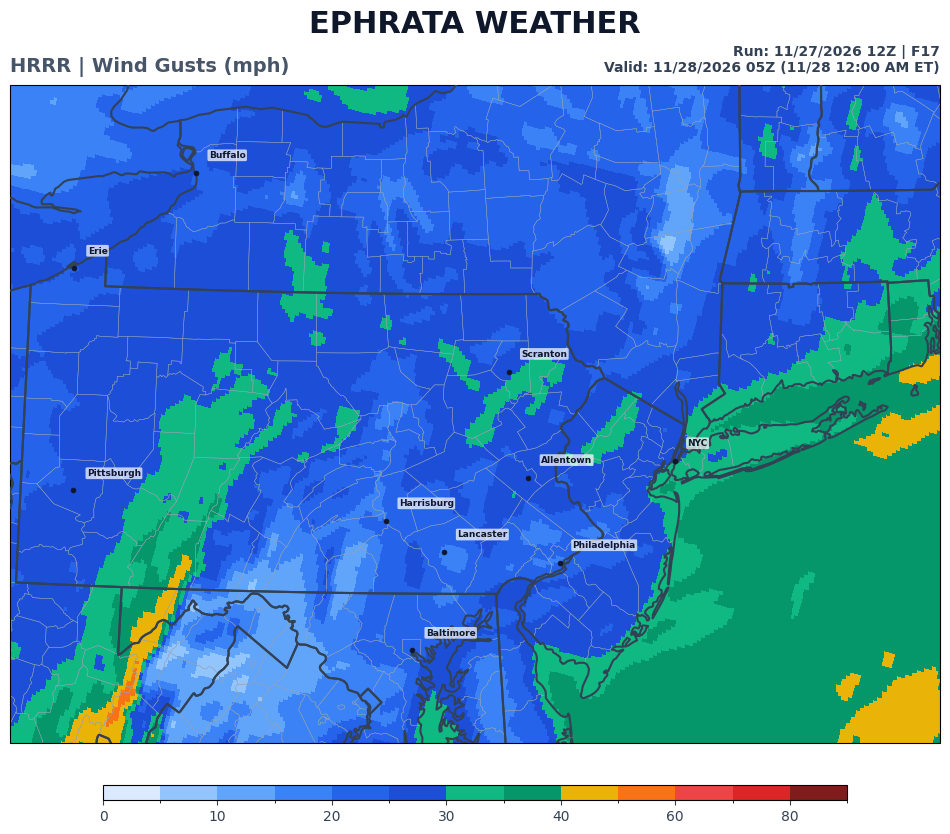 EPHRATA WEATHER
HRRR | Wind Gusts (mph)
Run: 11/27/2026 12Z | F17
Valid: 11/28/2026 05Z (11/28 12:00 AM ET)
Buffalo
Erie
Scranton
NYC
Allentown
Pittsburgh
Harrisburg
Lancaster
Philadelphia
Baltimore
0 10 20 30 40 50 60 70 80